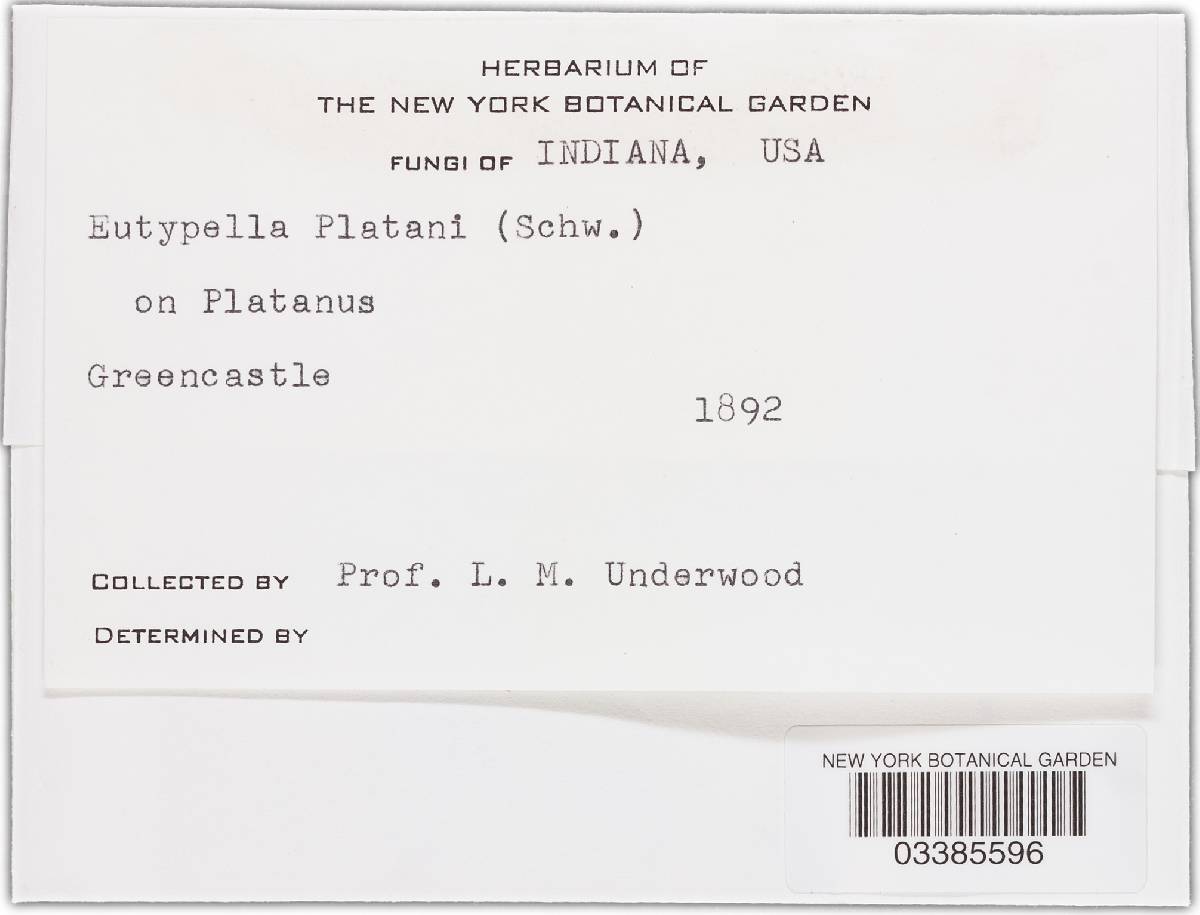 HERBARIUM OF
THE NEW YORK BOTANICAL GARDEN
FUNGI OF INDIANA, USA
Eutypella Platani (Schw.)
on Platanus
Greencastle
1892
COLLECTED BY Prof. L. M. Underwood
DETERMINED BY
NEW YORK BOTANICAL GARDEN
03385596